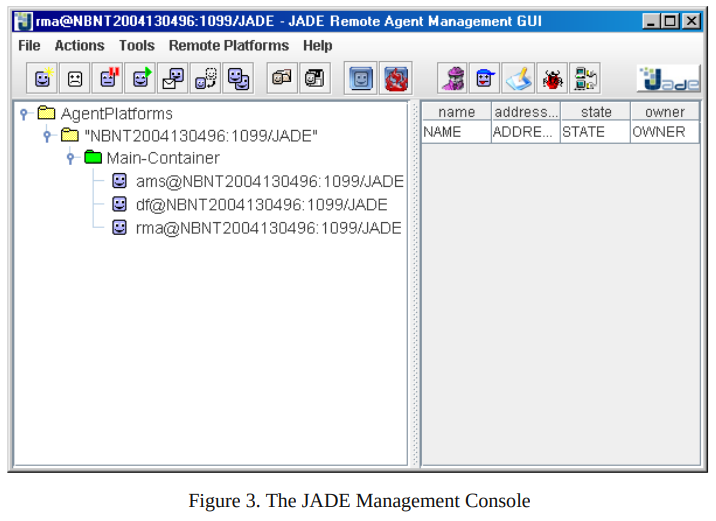 rma@NBNT2004130496:1099/JADE - JADE Remote Agent Management GUI
File Actions Tools Remote Platforms Help
Jade
AgentPlatforms
"NBNT2004130496:1099/JADE"
Main-Container
ams@NBNT2004130496:1099/JADE
df@NBNT2004130496:1099/JADE
rma@NBNT2004130496:1099/JADE
name address... state owner
NAME ADDRE... STATE OWNER
Figure 3. The JADE Management Console